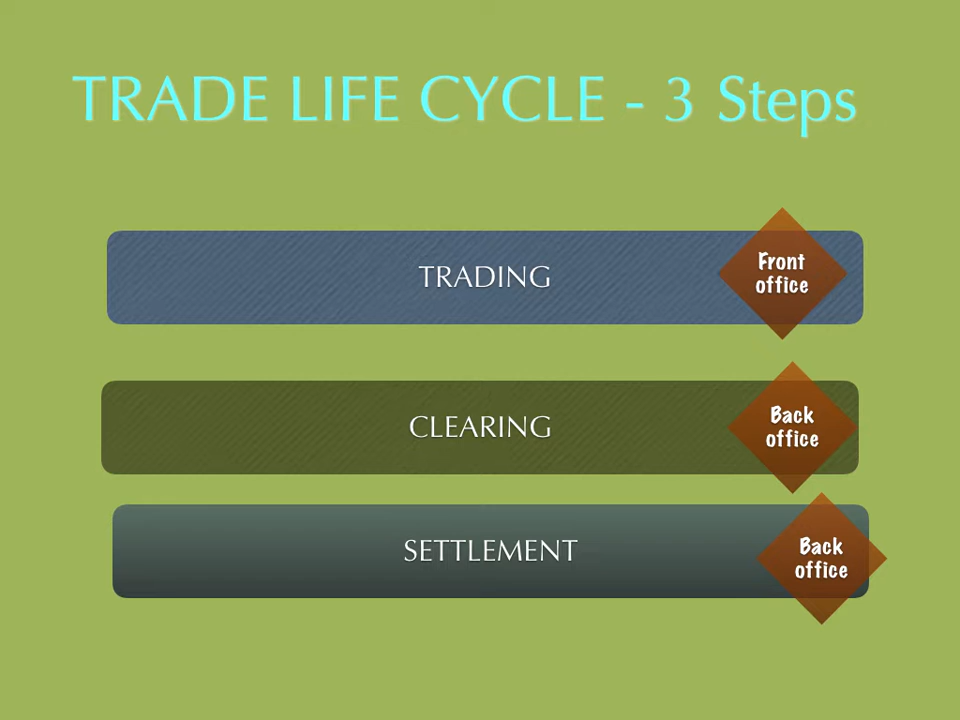 TRADE LIFE CYCLE - 3 Steps
TRADING
Front
office
CLEARING
Back
office
SETTLEMENT
Back
office